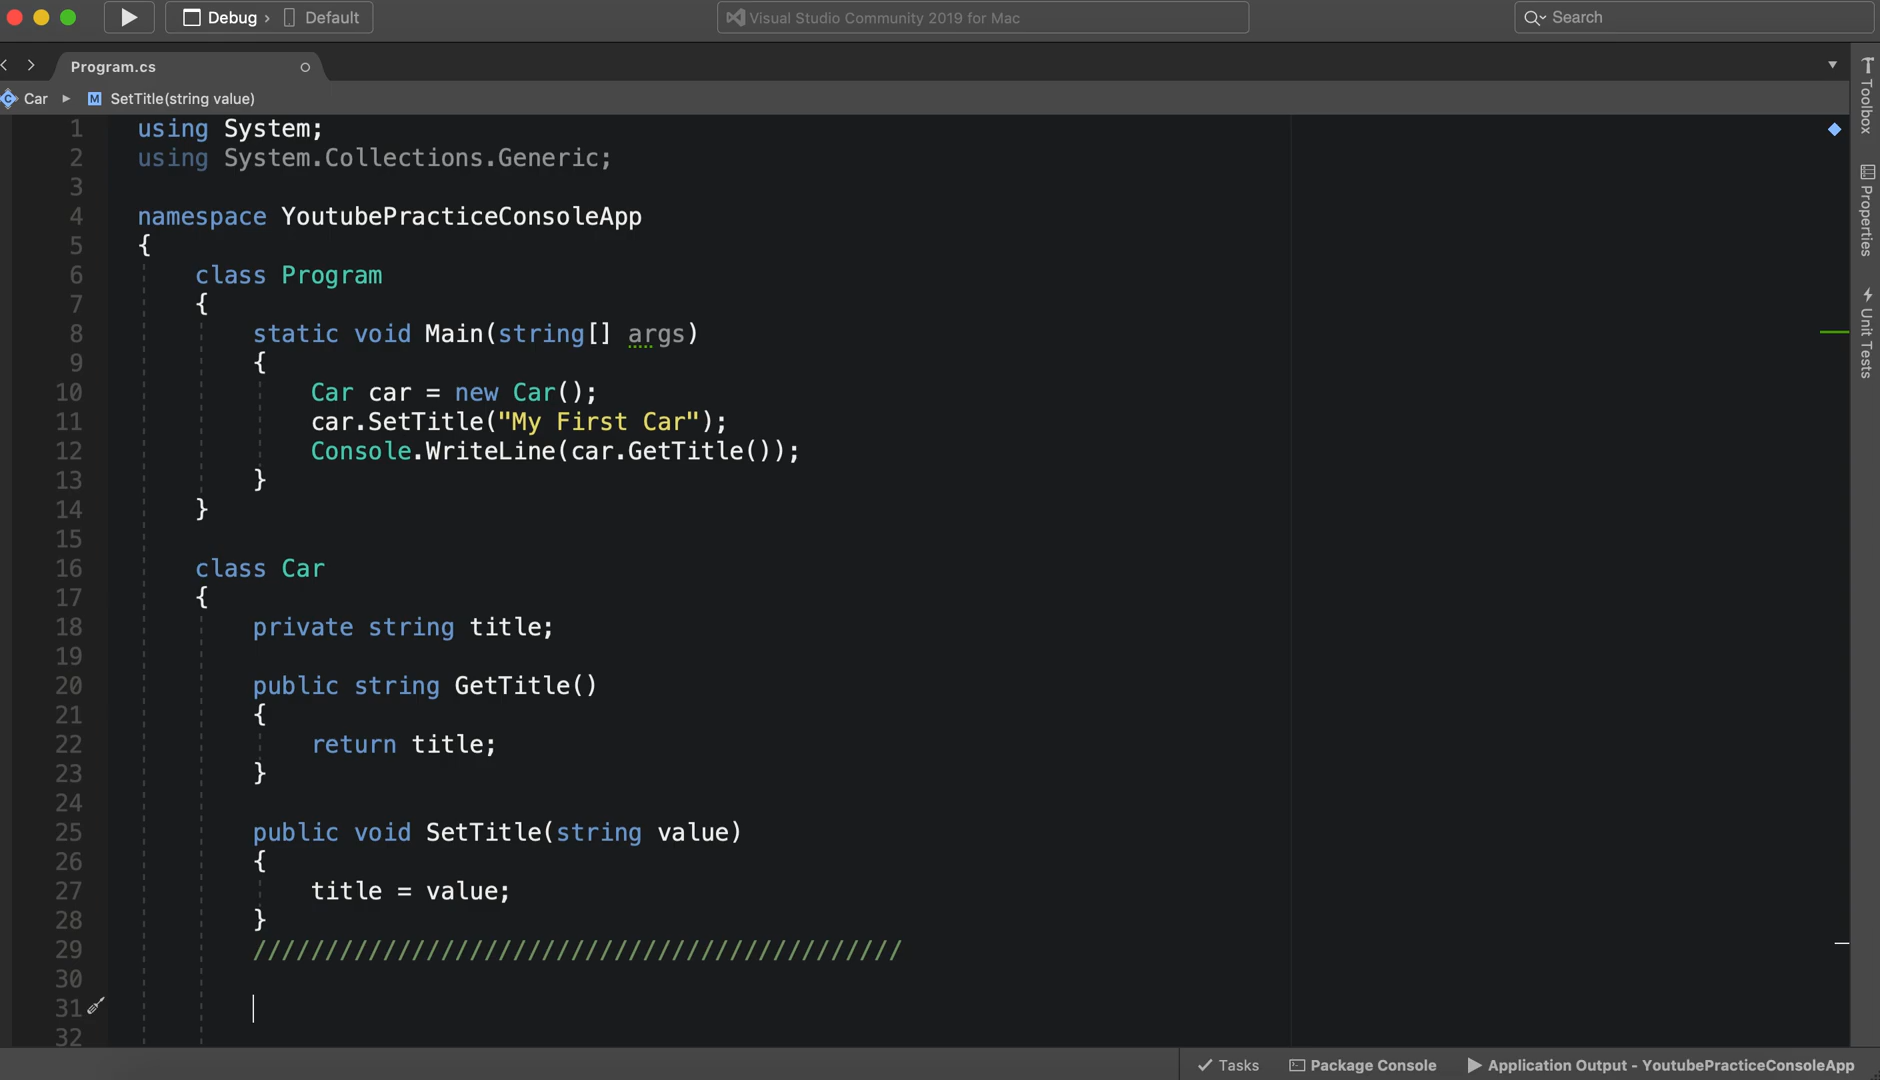 Debug › Default
Visual Studio Community 2019 for Mac
Search
Program.cs
Car ▸ M SetTitle(string value)
1 using System;
2 using System.Collections.Generic;
3
4 namespace YoutubePracticeConsoleApp
5 {
6     class Program
7     {
8         static void Main(string[] args)
9         {
10             Car car = new Car();
11             car.SetTitle("My First Car");
12             Console.WriteLine(car.GetTitle());
13         }
14     }
15
16     class Car
17     {
18         private string title;
19
20         public string GetTitle()
21         {
22             return title;
23         }
24
25         public void SetTitle(string value)
26         {
27             title = value;
28         }
29         /////////////////////////////////////////////
30
31
32
Toolbox
Properties
Unit Tests
Tasks
Package Console
Application Output - YoutubePracticeConsoleApp